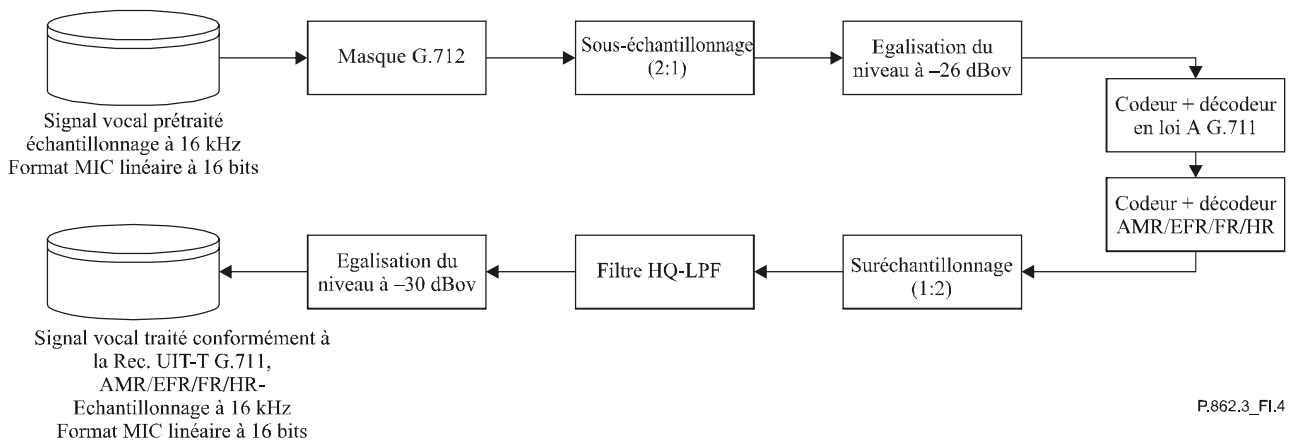 Signal vocal prétraité
échantillonnage à 16 kHz
Format MIC linéaire à 16 bits
Masque G.712
Sous-échantillonnage
(2:1)
Egalisation du
niveau à –26 dBov
Codeur + décodeur
en loi A G.711
Codeur + décodeur
AMR/EFR/FR/HR
Suréchantillonnage
(1:2)
Filtre HQ-LPF
Egalisation du
niveau à –30 dBov
Signal vocal traité conformément à
la Rec. UIT-T G.711,
AMR/EFR/FR/HR-
Echantillonnage à 16 kHz
Format MIC linéaire à 16 bits
P.862.3_FI.4